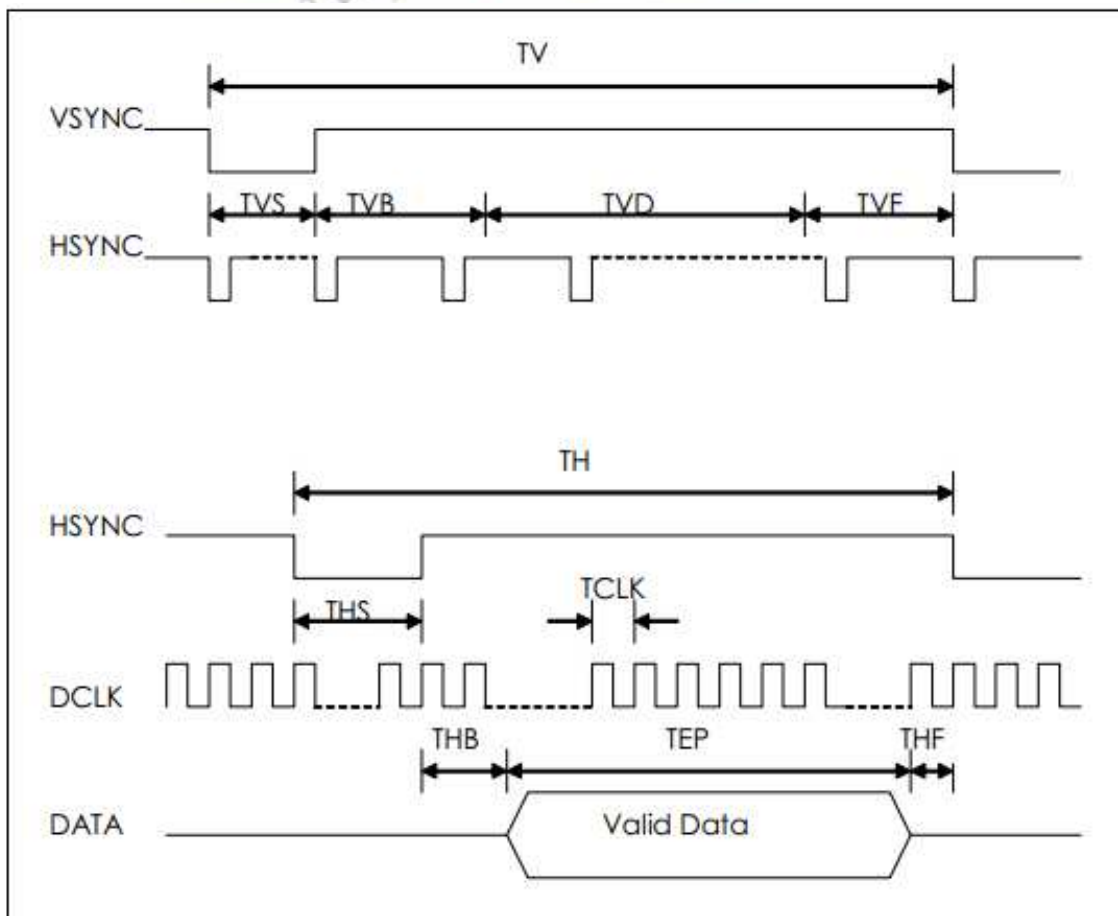 TV
VSYNC
TVS TVB TVD TVF
HSYNC
TH
HSYNC
TCLK
THS
DCLK
THB TEP THF
DATA Valid Data